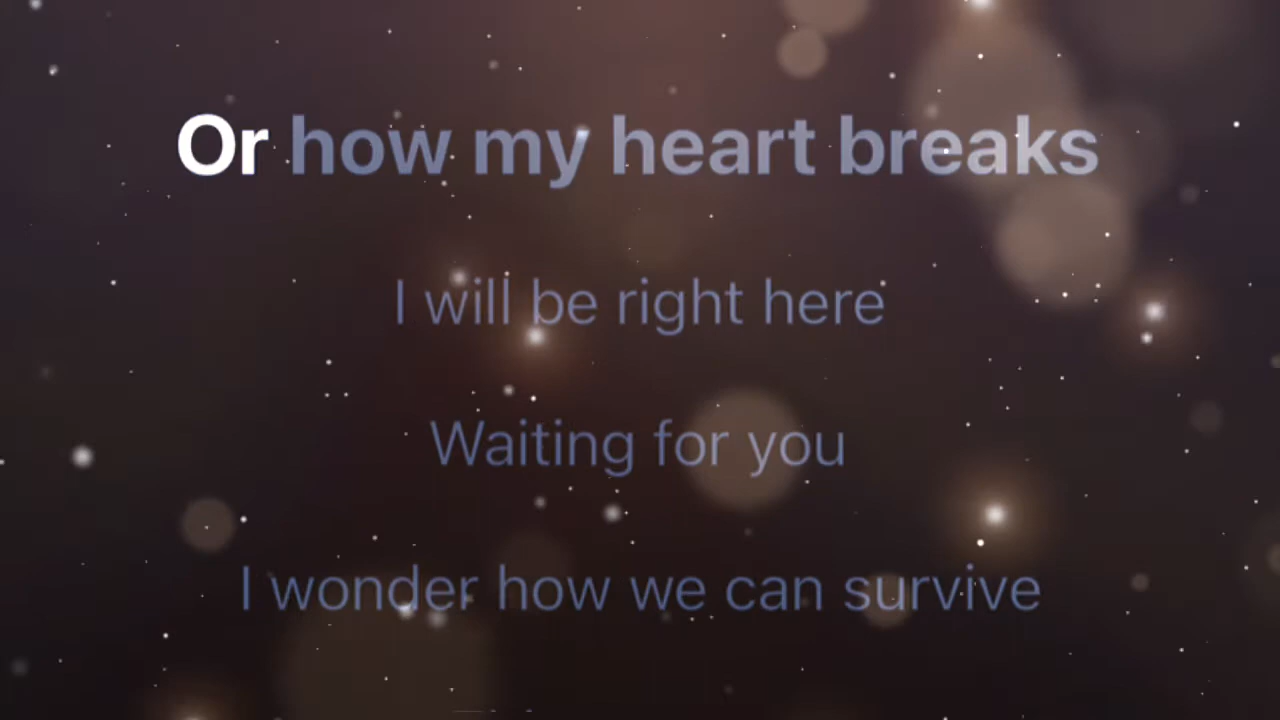 Or how my heart breaks
I will be right here
Waiting for you
I wonder how we can survive